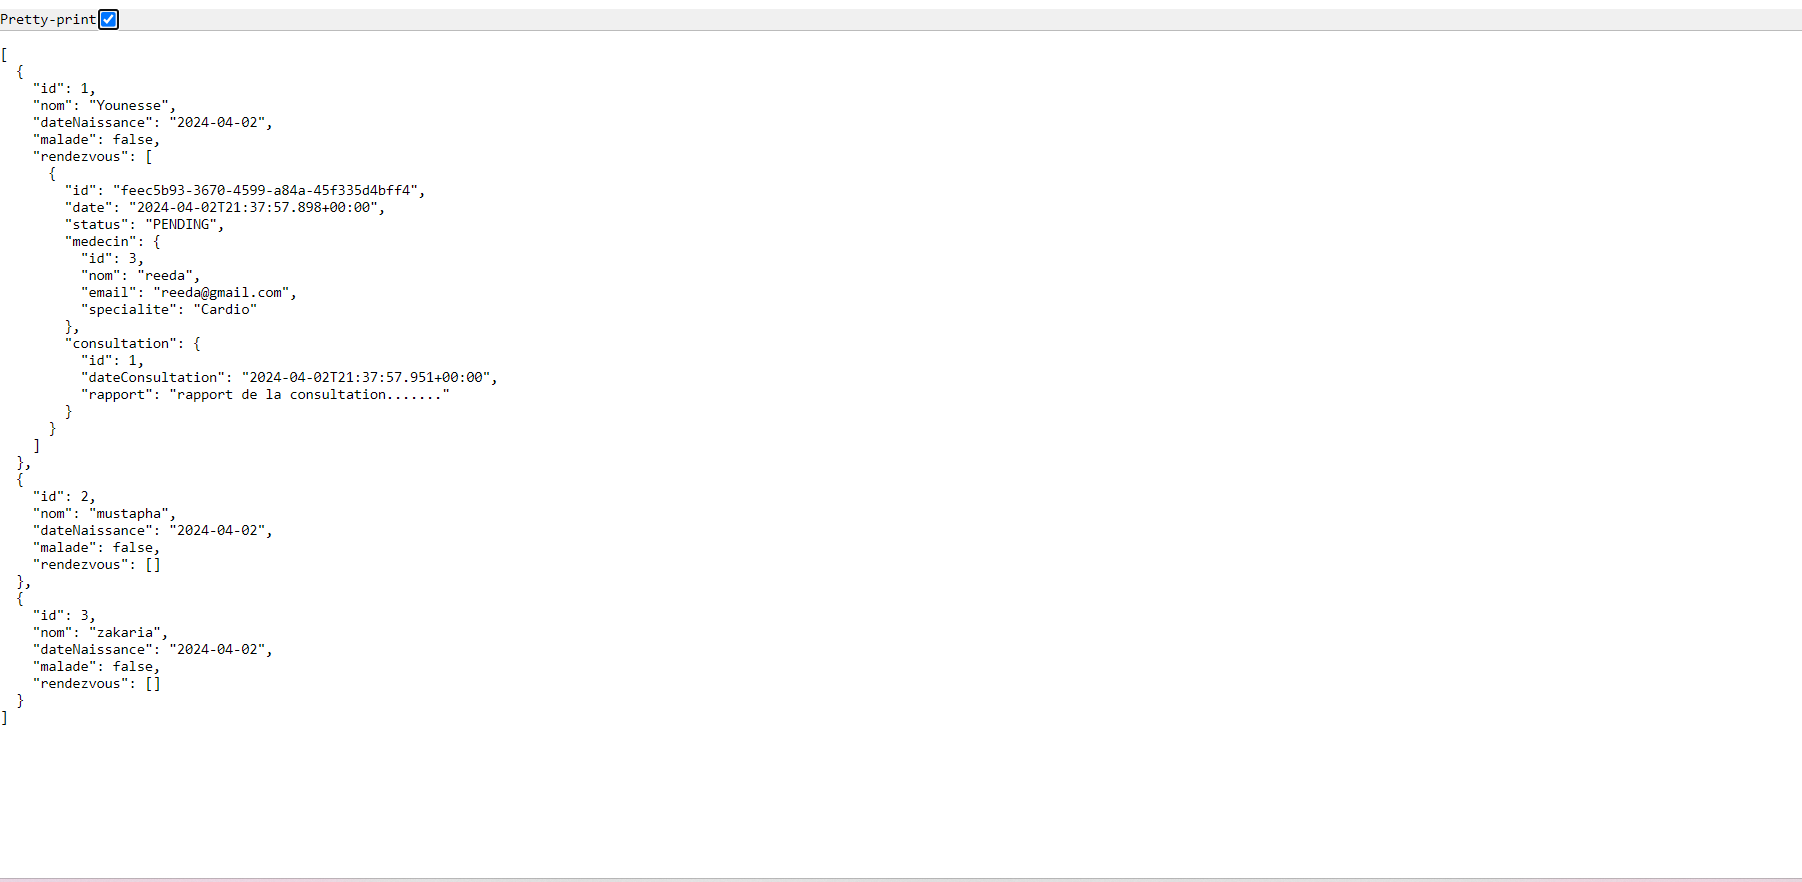 Pretty-print
[
  {
    "id": 1,
    "nom": "Younesse",
    "dateNaissance": "2024-04-02",
    "malade": false,
    "rendezvous": [
      {
        "id": "feec5b93-3670-4599-a84a-45f335d4bff4",
        "date": "2024-04-02T21:37:57.898+00:00",
        "status": "PENDING",
        "medecin": {
          "id": 3,
          "nom": "reeda",
          "email": "reeda@gmail.com",
          "specialite": "Cardio"
        },
        "consultation": {
          "id": 1,
          "dateConsultation": "2024-04-02T21:37:57.951+00:00",
          "rapport": "rapport de la consultation......."
        }
      }
    ]
  },
  {
    "id": 2,
    "nom": "mustapha",
    "dateNaissance": "2024-04-02",
    "malade": false,
    "rendezvous": []
  },
  {
    "id": 3,
    "nom": "zakaria",
    "dateNaissance": "2024-04-02",
    "malade": false,
    "rendezvous": []
  }
]